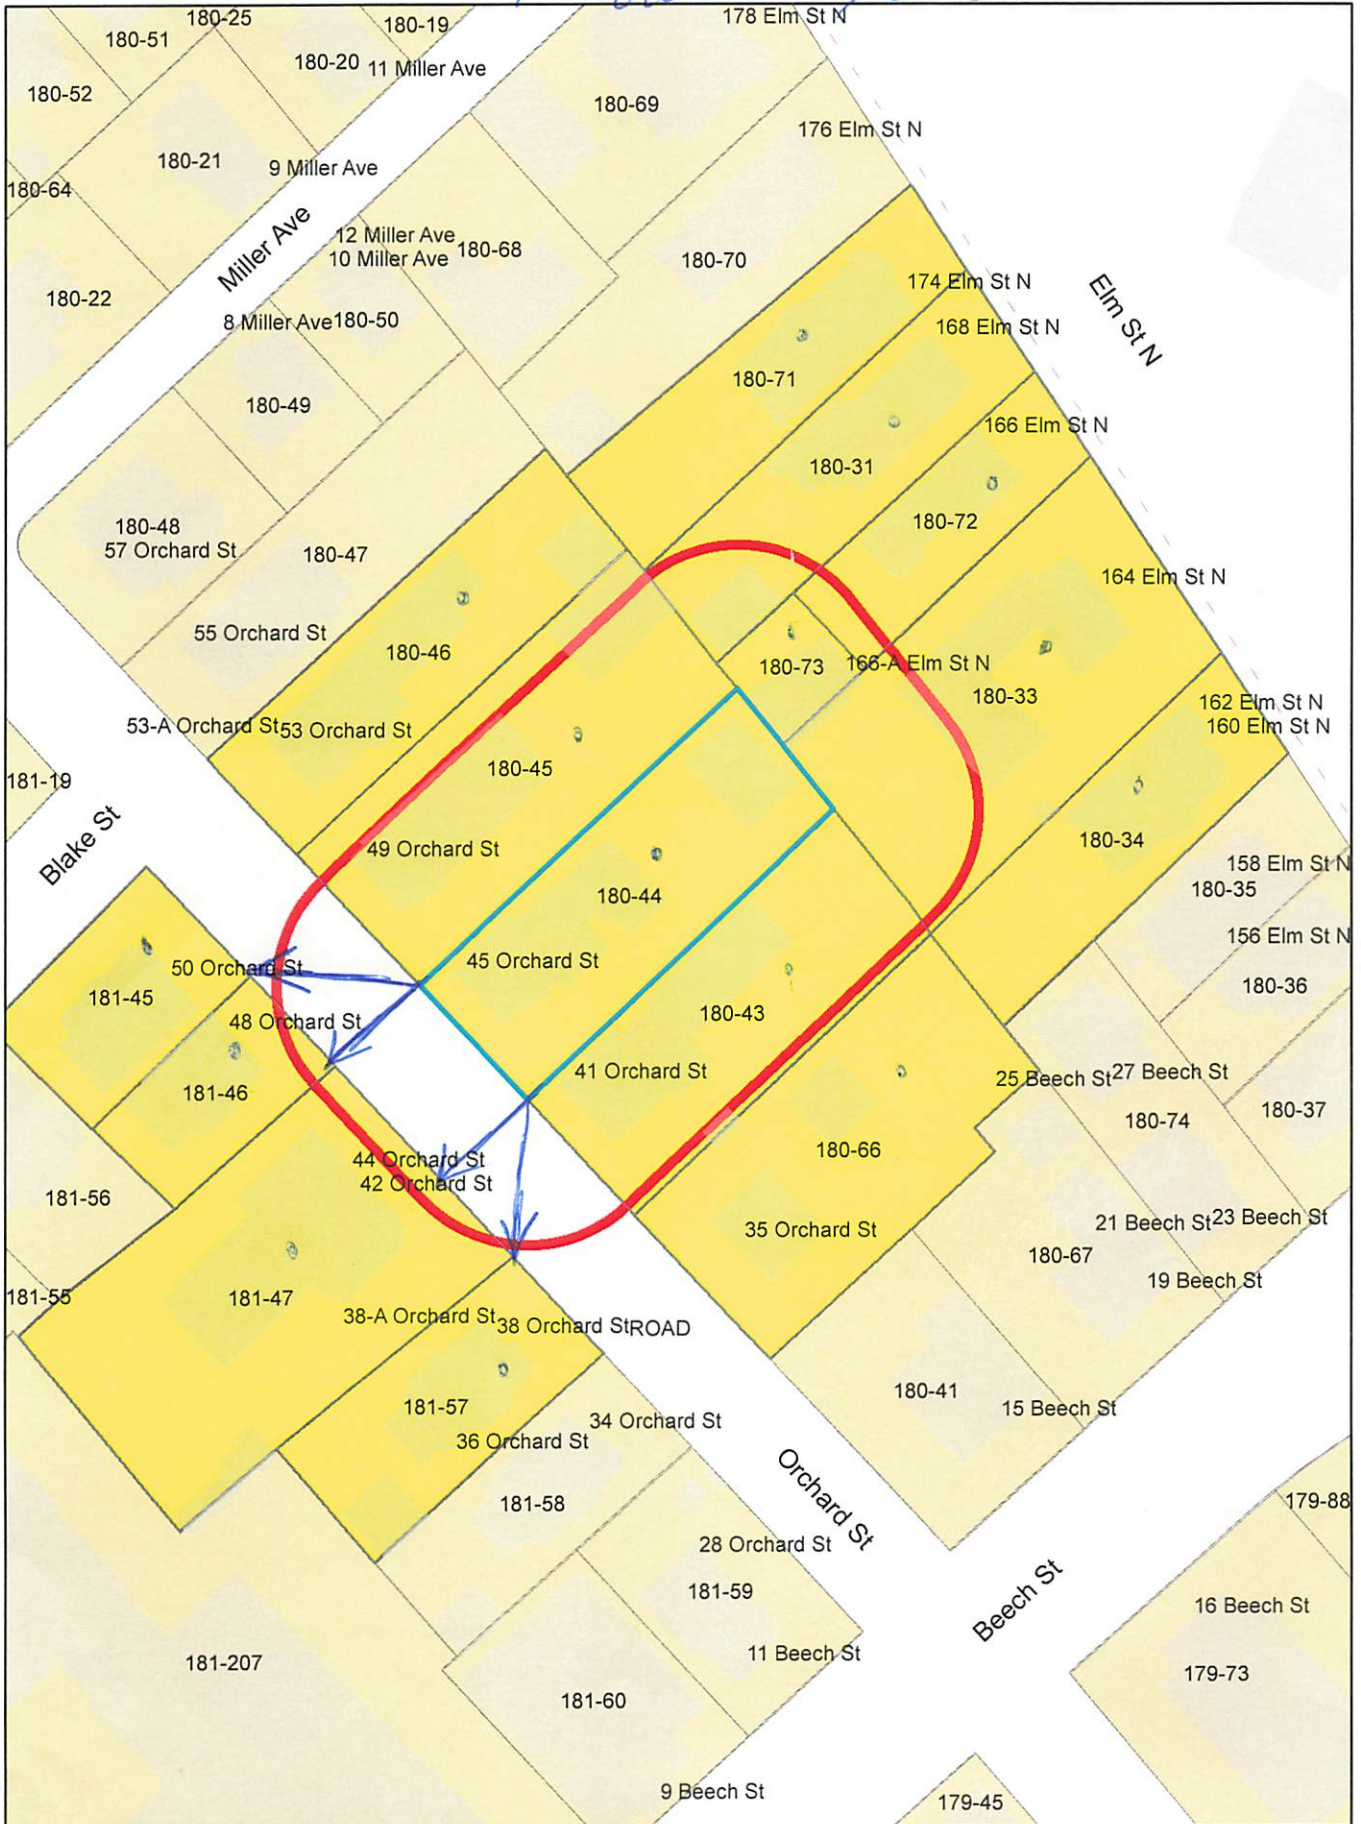 178 Elm St N
180-25
180-51
180-19
180-20
11 Miller Ave
180-52
180-69
176 Elm St N
180-21
9 Miller Ave
180-64
Miller Ave
12 Miller Ave
10 Miller Ave
180-68
180-70
180-22
174 Elm St N
Elm St N
8 Miller Ave
180-50
168 Elm St N
180-71
180-49
166 Elm St N
180-31
180-48
57 Orchard St
180-47
180-72
164 Elm St N
55 Orchard St
180-46
180-73
166-A Elm St N
180-33
162 Elm St N
160 Elm St N
53-A Orchard St
53 Orchard St
180-45
181-19
Blake St
49 Orchard St
180-34
158 Elm St N
180-35
180-44
156 Elm St N
45 Orchard St
50 Orchard St
181-45
180-36
180-43
48 Orchard St
41 Orchard St
25 Beech St
27 Beech St
181-46
180-74
180-37
180-66
44 Orchard St
42 Orchard St
181-56
35 Orchard St
21 Beech St
23 Beech St
180-67
19 Beech St
181-55
181-47
38-A Orchard St
38 Orchard St
ROAD
180-41
15 Beech St
181-57
34 Orchard St
36 Orchard St
Orchard St
181-58
179-88
28 Orchard St
181-59
Beech St
16 Beech St
11 Beech St
181-207
179-73
181-60
9 Beech St
179-45